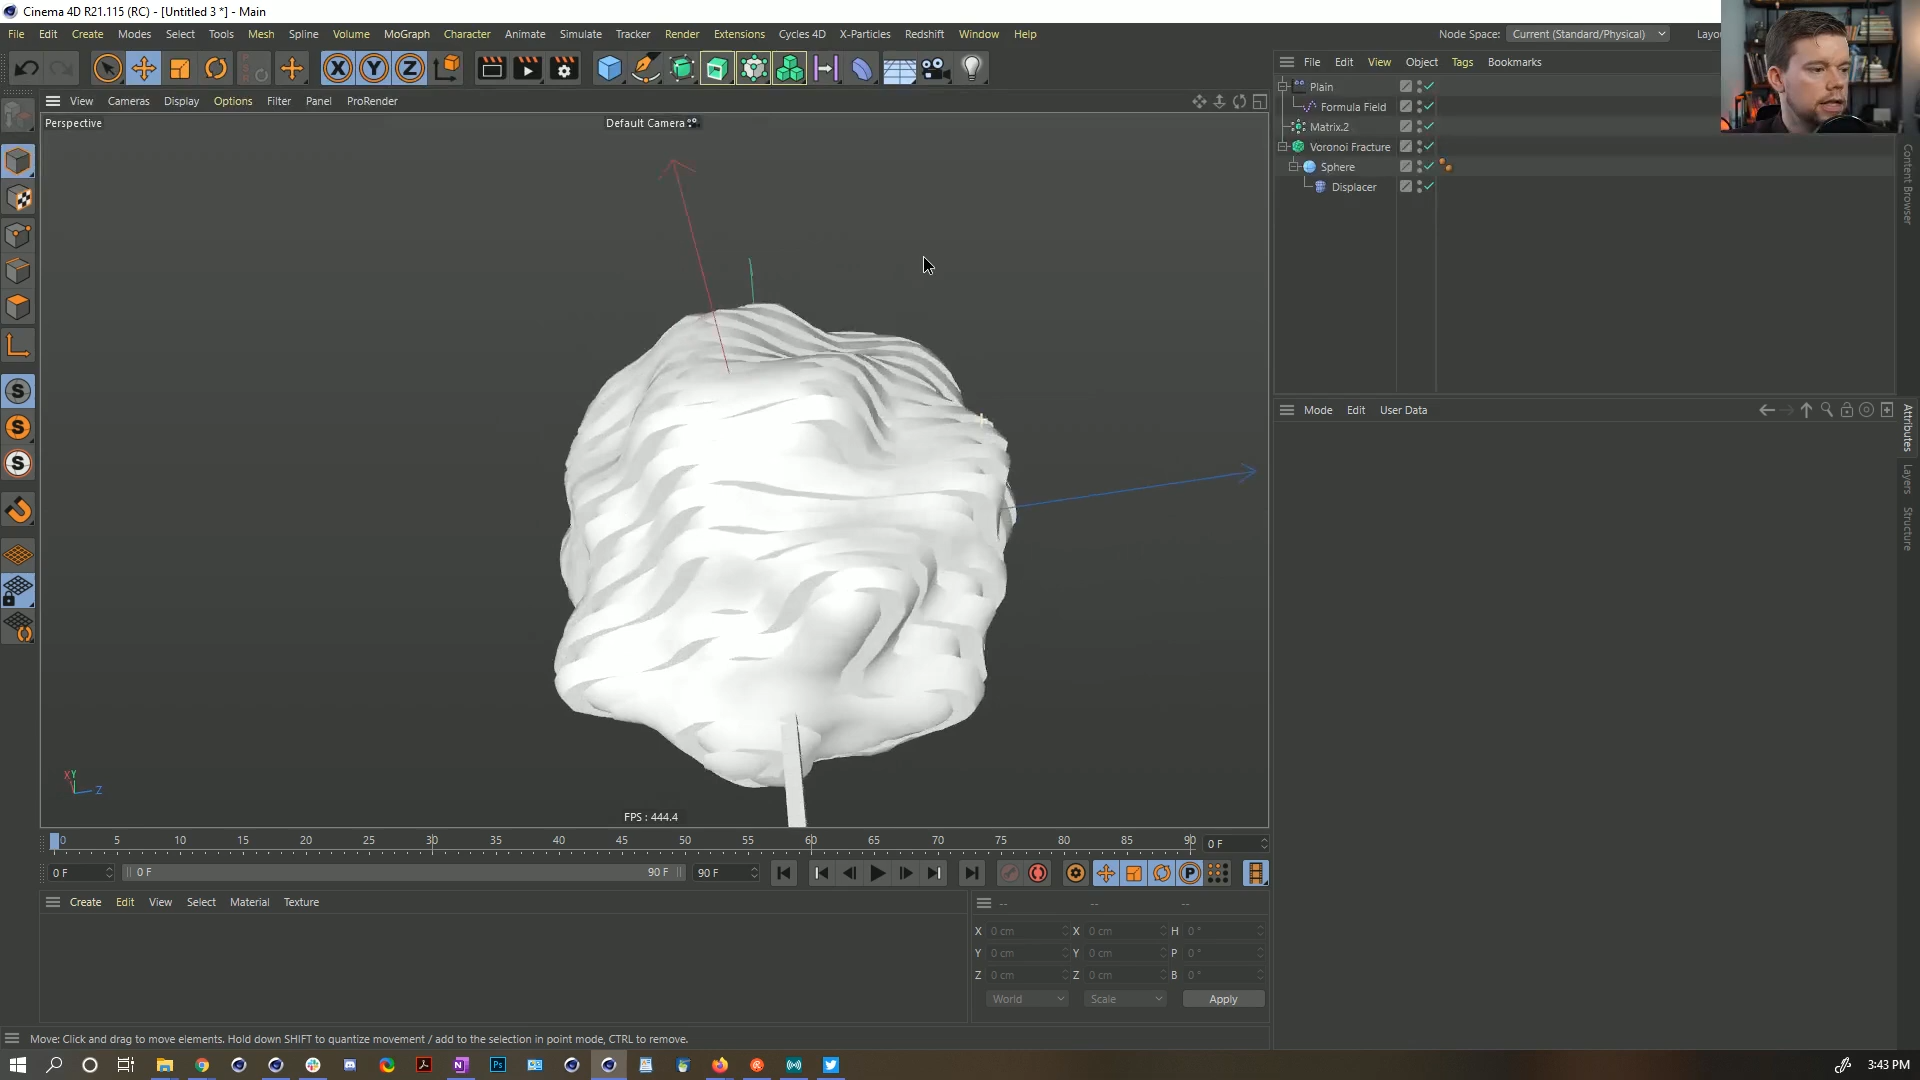 Cinema 4D R21.115 (RC) - [Untitled 3 *] - Main
File Edit Create Modes Select Tools Mesh Spline Volume MoGraph Character Animate Simulate Tracker Render Extensions Cycles 4D X-Particles Redshift Window Help
Node Space: Current (Standard/Physical) Layou
X Y Z
File Edit View Object Tags Bookmarks
View Cameras Display Options Filter Panel ProRender
Perspective
Default Camera
Plain
Formula Field
Matrix.2
Voronoi Fracture
Sphere
Displacer
Content Browser
Mode Edit User Data
Attributes
Layers
Structure
S
S
S
X Y Z
FPS : 444.4
0 5 10 15 20 25 30 35 40 45 50 55 60 65 70 75 80 85 90 0 F
0 F 0 F 90 F 90 F P
Create Edit View Select Material Texture
-- -- --
X 0 cm X 0 cm H 0 °
Y 0 cm Y 0 cm P 0 °
Z 0 cm Z 0 cm B 0 °
World Scale Apply
Move: Click and drag to move elements. Hold down SHIFT to quantize movement / add to the selection in point mode, CTRL to remove.
N Ps 3:43 PM